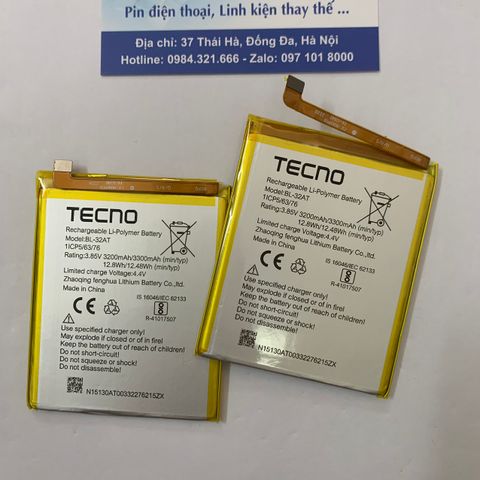 Pin điện thoại, Linh kiện thay thế ...
Địa chỉ: 37 Thái Hà, Đống Đa, Hà Nội
Hotline: 0984.321.666 - Zalo: 097 101 8000
TECNO
Rechargeable Li-Polymer Battery
Model:BL-32AT
1ICP5/63/76
Rating:3.85V 3200mAh/3300mAh (min/typ)
12.8Wh/12.48Wh (min/typ)
Limited charge Voltage:4.4V
Zhaoqing fenghua Lithium Battery Co.,Ltd.
Made in China
IS 16046/IEC 62133
R-41017507
Use specified charger only!
May explode if closed or of in fire!
Keep the battery out of reach of children!
Do not short-circuit!
Do not squeeze or shock!
Do not disassemble!
N15130AT00332276215ZX
TECNO
Rechargeable Li-Polymer Battery
Model:BL-32AT
1ICP5/63/76
Rating:3.85V 3200mAh/3300mAh (min/typ)
12.8Wh/12.48Wh (min/typ)
Limited charge Voltage:4.4V
Zhaoqing fenghua Lithium Battery Co.,Ltd.
Made in China
IS 16046/IEC 62133
R-41017507
Use specified charger only!
May explode if closed or of in fire!
Keep the battery out of reach of children!
Do not short-circuit!
Do not squeeze or shock!
Do not disassemble!
N15130AT00332276215ZX